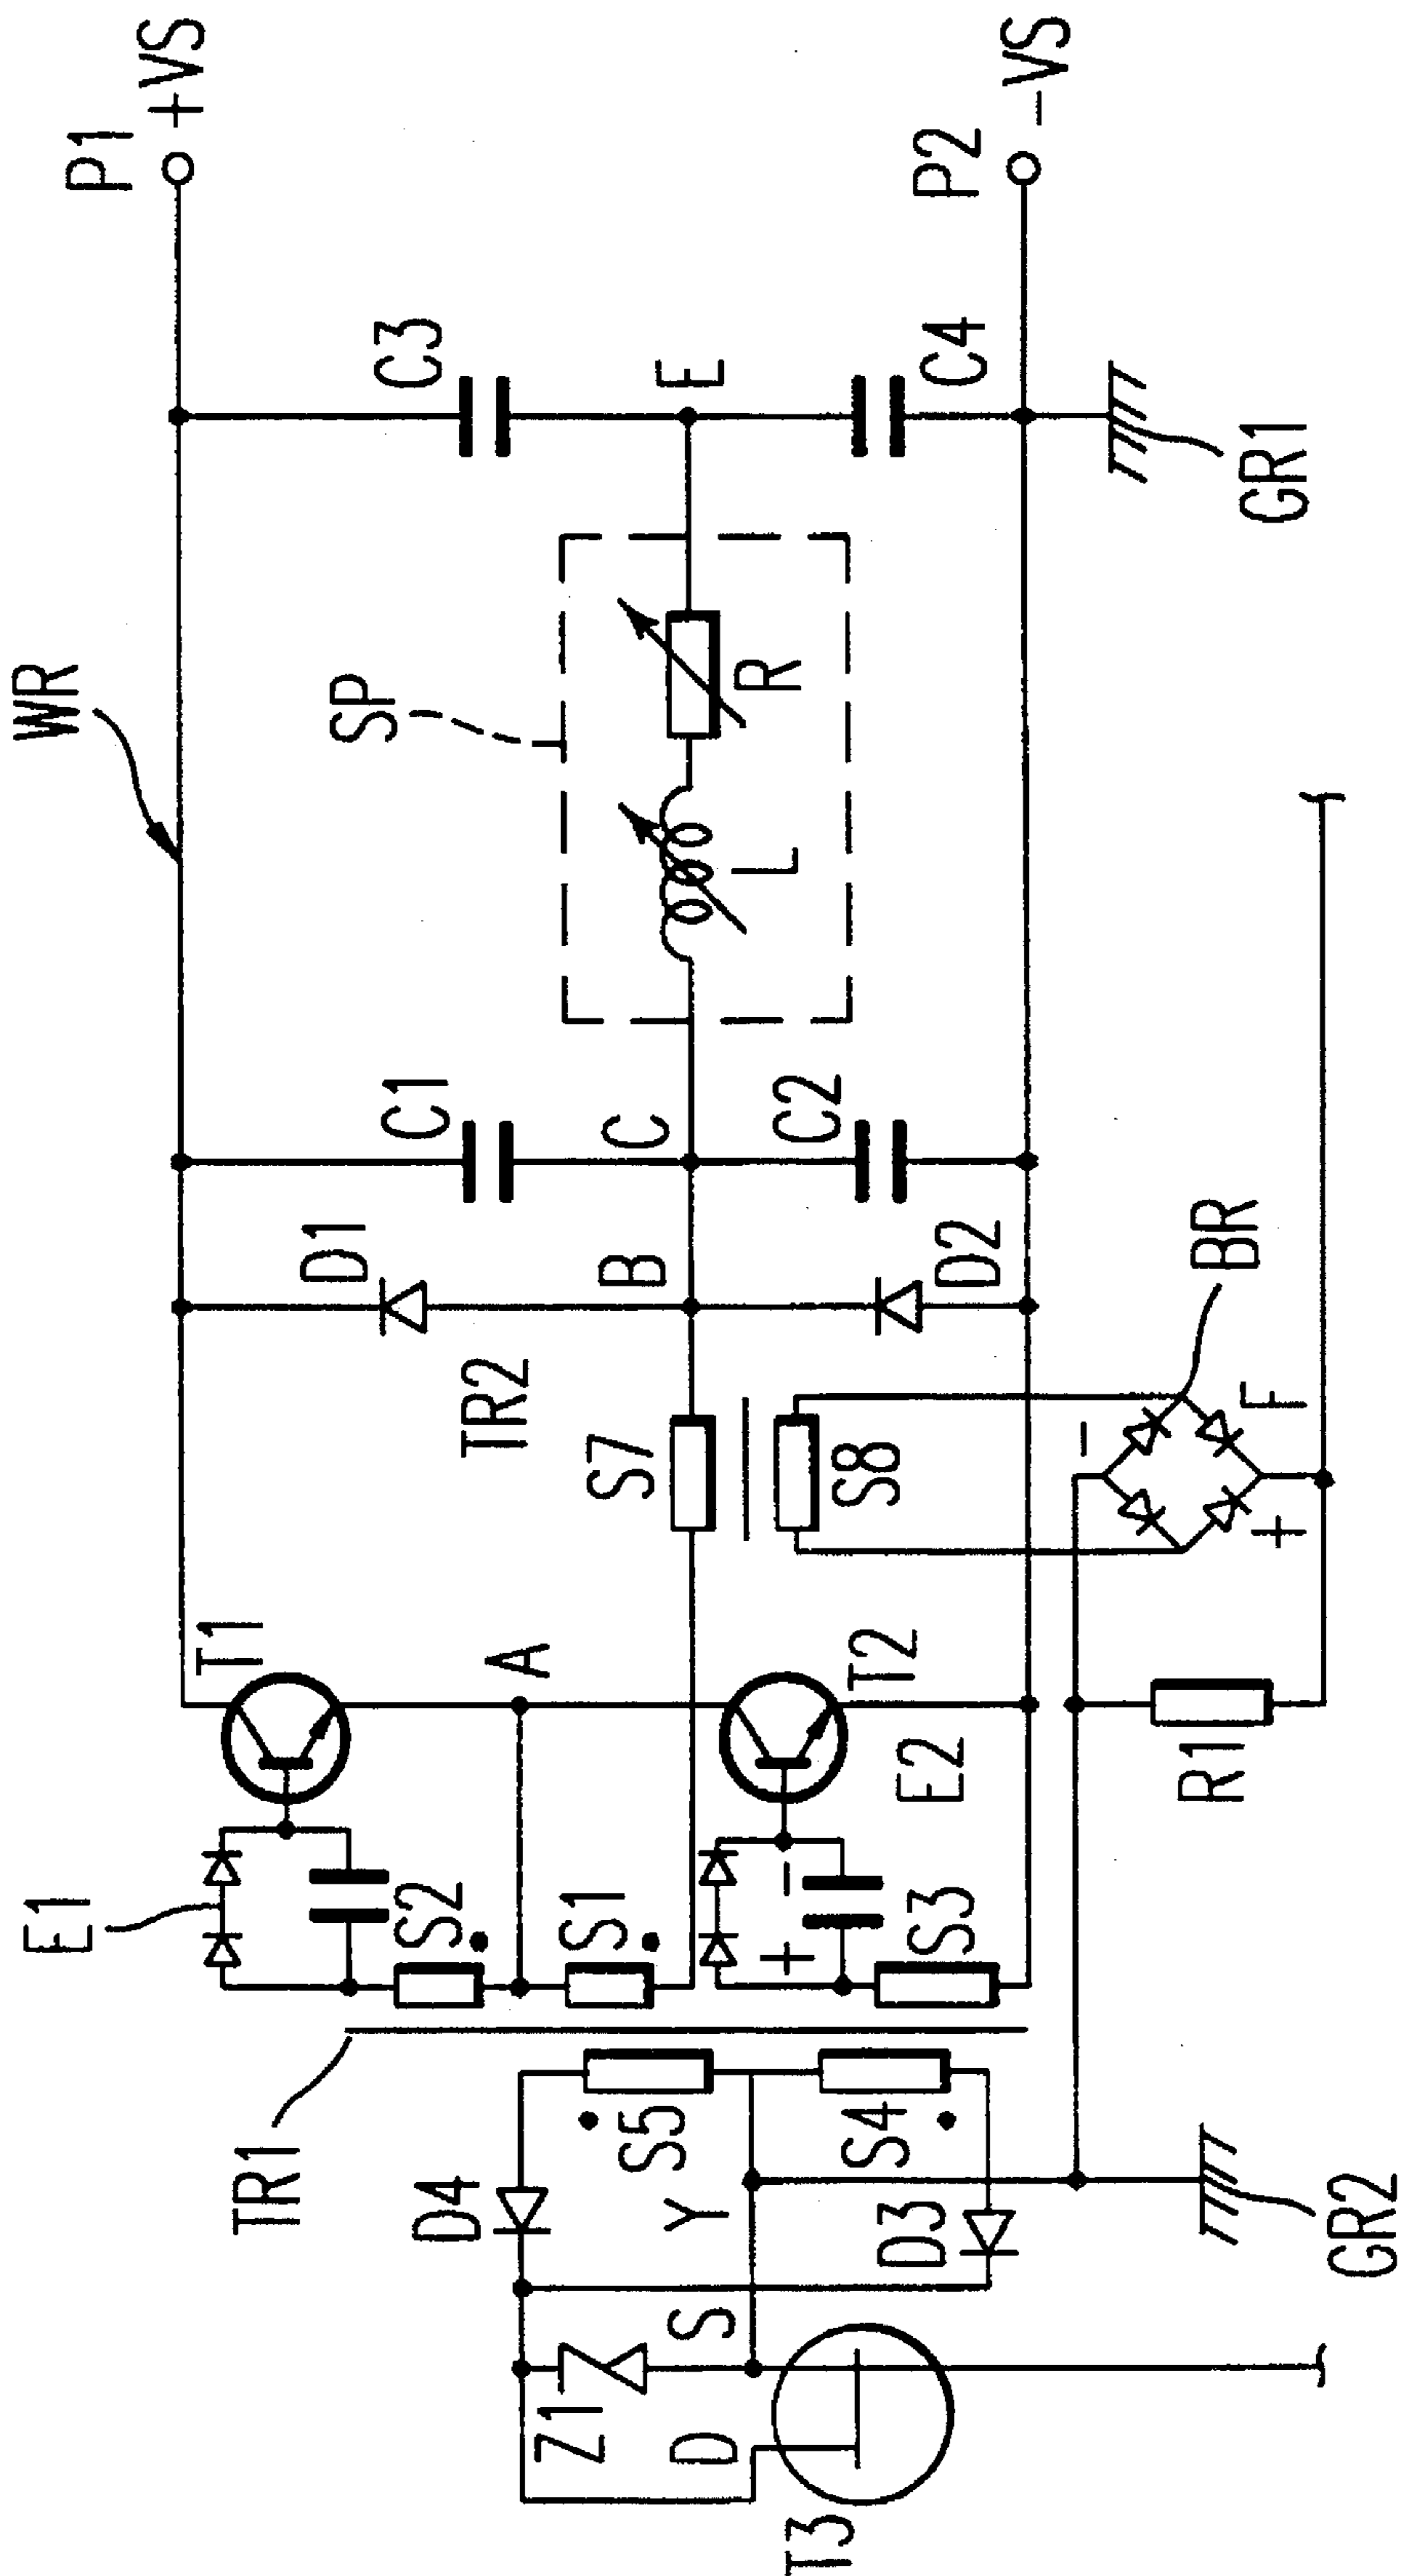 P1
+VS
P2
−VS
WR
C3
E
C4
GR1
SP
R
L
C1
C
C2
D1
B
D2
BR
TR2
S7
S8
−
F
+
T1
A
T2
E2
R1
E1
S2
S1
−
+
S3
TR1
S5
S4
D4
Y
D3
GR2
S
Z1
D
T3